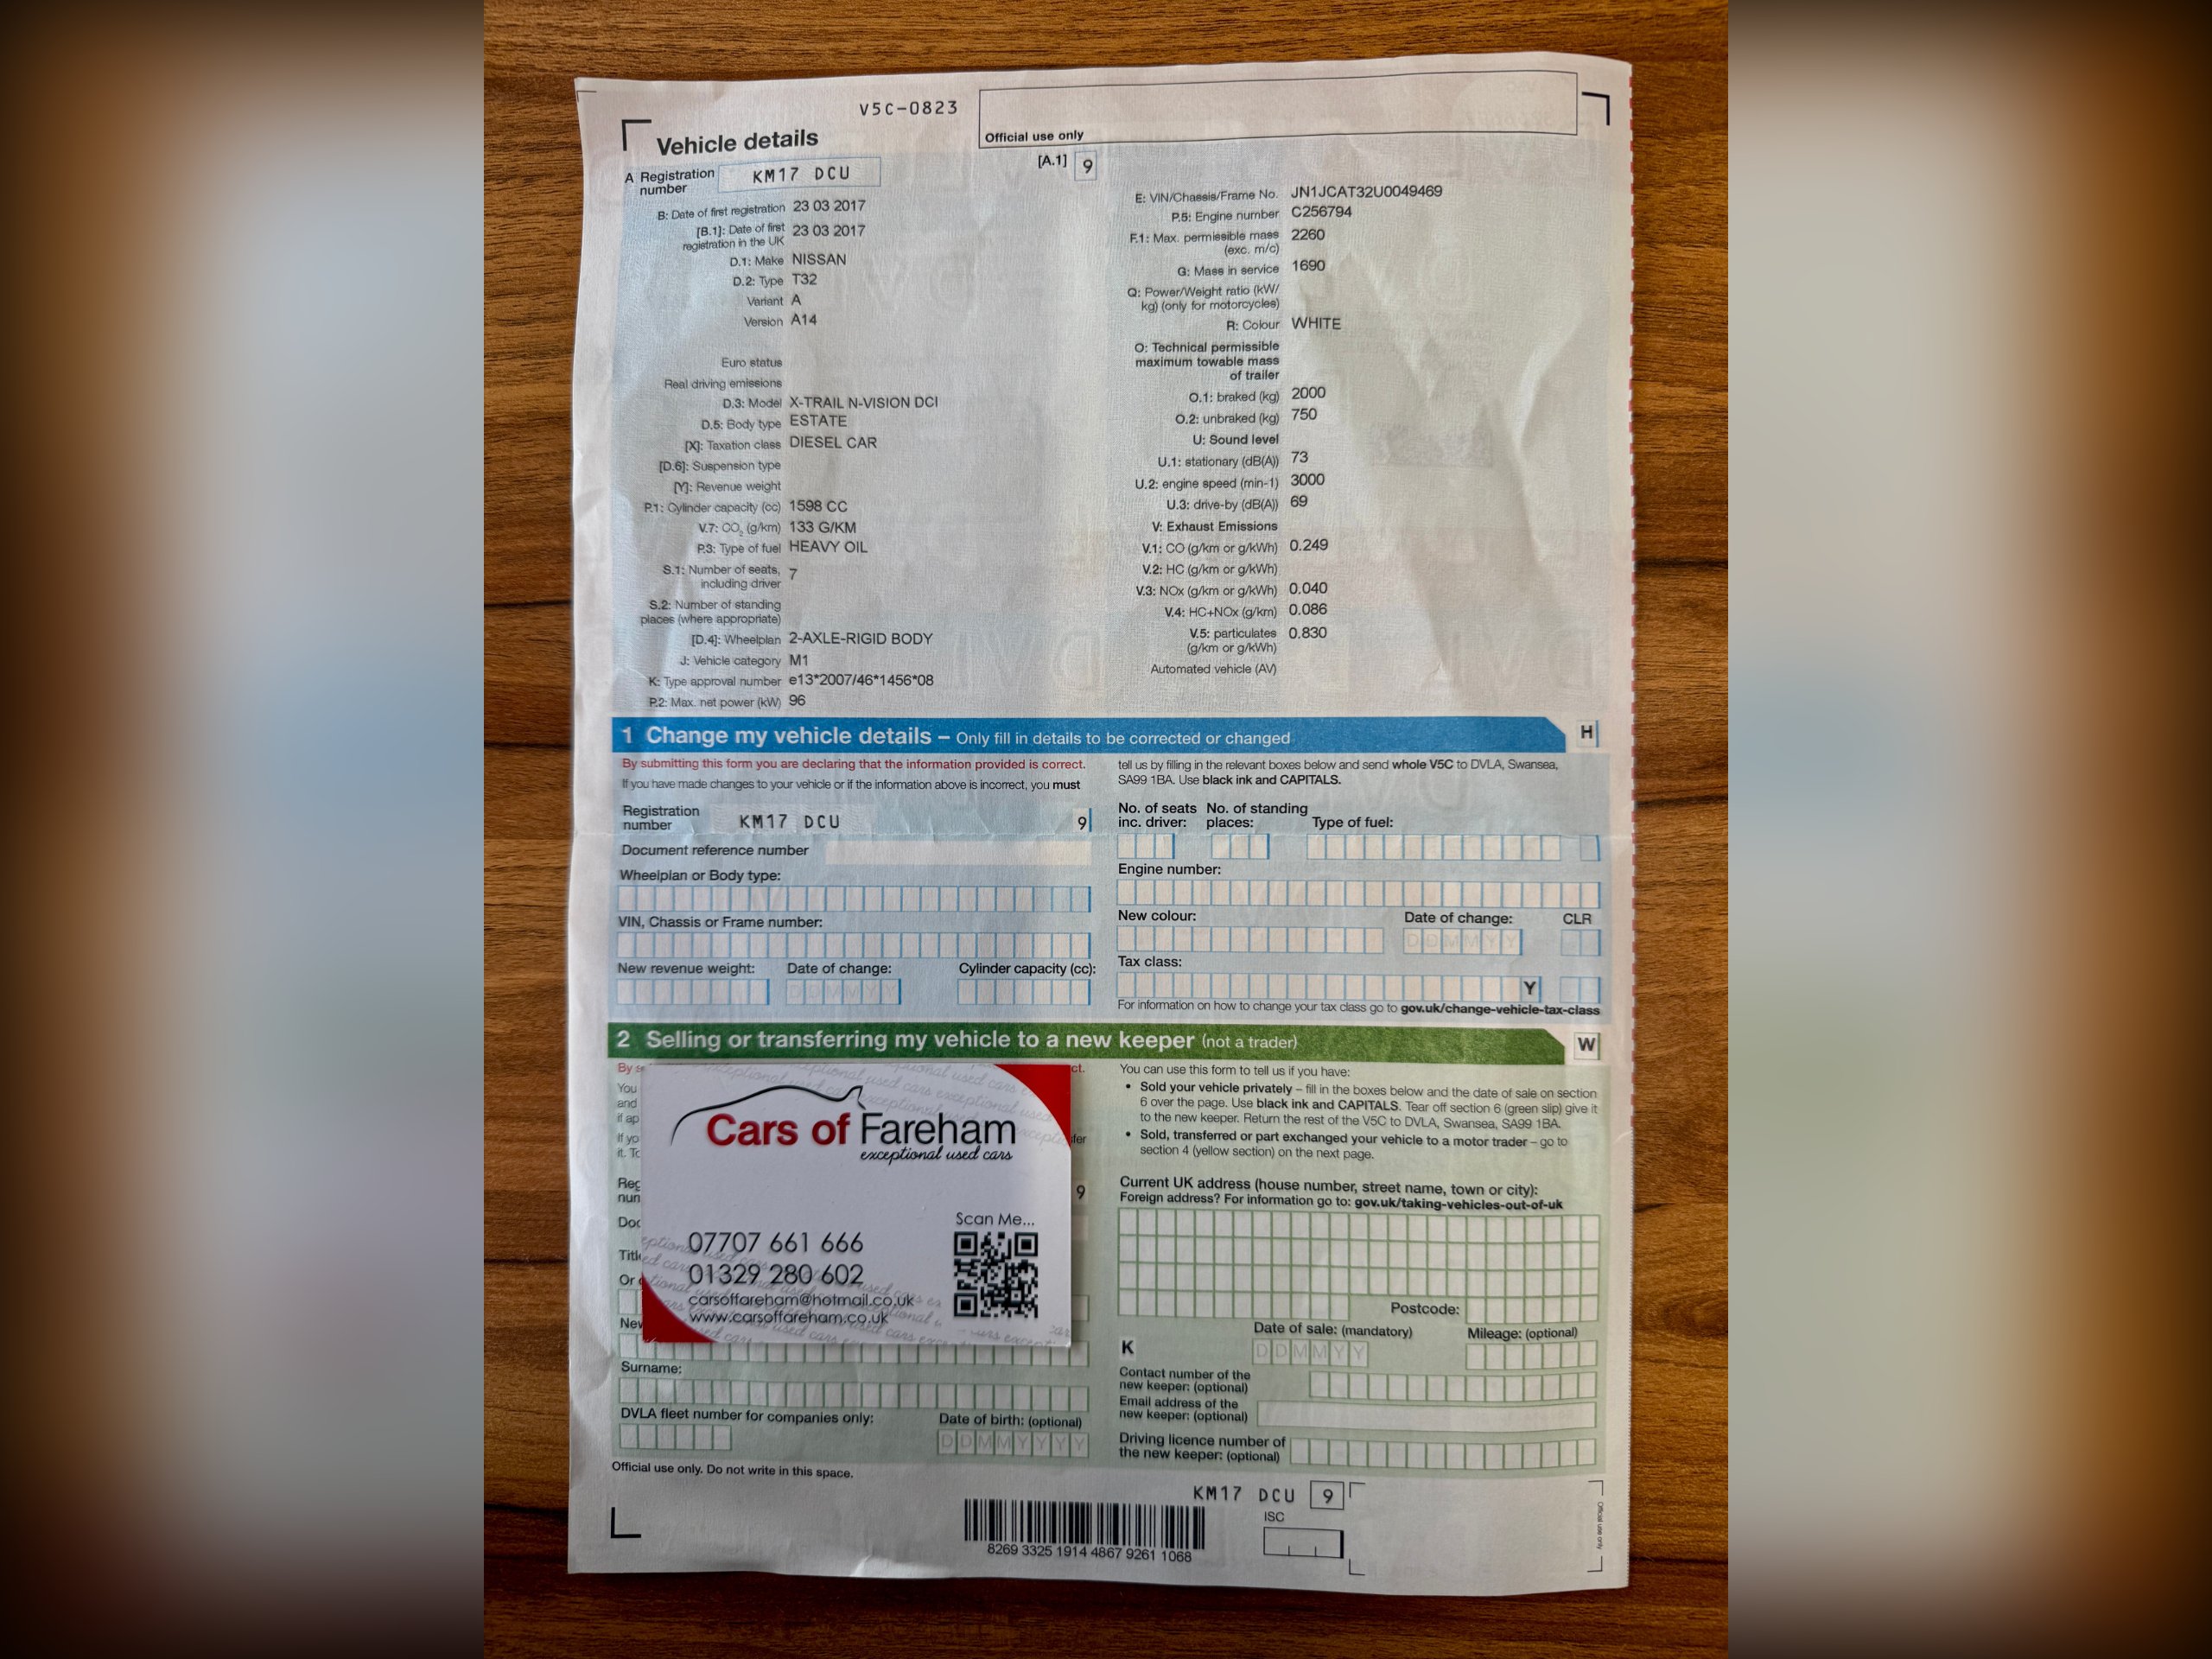 V5C-0823
Official use only
Vehicle details
A Registration number KM17 DCU
[A.1] 9
B: Date of first registration 23 03 2017
[B.1]: Date of first registration in the UK 23 03 2017
D.1: Make NISSAN
D.2: Type T32
Variant A
Version A14
Euro status
Real driving emissions
D.3: Model X-TRAIL N-VISION DCI
D.5: Body type ESTATE
[X]: Taxation class DIESEL CAR
[D.6]: Suspension type
[Y]: Revenue weight
P.1: Cylinder capacity (cc) 1598 CC
V.7: CO2 (g/km) 133 G/KM
P.3: Type of fuel HEAVY OIL
S.1: Number of seats, including driver 7
S.2: Number of standing places (where appropriate)
[D.4]: Wheelplan 2-AXLE-RIGID BODY
J: Vehicle category M1
K: Type approval number e13*2007/46*1456*08
P.2: Max. net power (kW) 96
E: VIN/Chassis/Frame No. JN1JCAT32U0049469
P.5: Engine number C256794
F.1: Max. permissible mass (exc. m/c) 2260
G: Mass in service 1690
Q: Power/Weight ratio (kW/kg) (only for motorcycles)
R: Colour WHITE
O: Technical permissible maximum towable mass of trailer
O.1: braked (kg) 2000
O.2: unbraked (kg) 750
U: Sound level
U.1: stationary (dB(A)) 73
U.2: engine speed (min-1) 3000
U.3: drive-by (dB(A)) 69
V: Exhaust Emissions
V.1: CO (g/km or g/kWh) 0.249
V.2: HC (g/km or g/kWh)
V.3: NOx (g/km or g/kWh) 0.040
V.4: HC+NOx (g/km) 0.086
V.5: particulates (g/km or g/kWh) 0.830
Automated vehicle (AV)
1 Change my vehicle details – Only fill in details to be corrected or changed
H
By submitting this form you are declaring that the information provided is correct.
If you have made changes to your vehicle or if the information above is incorrect, you must
tell us by filling in the relevant boxes below and send whole V5C to DVLA, Swansea,
SA99 1BA. Use black ink and CAPITALS.
Registration number KM17 DCU 9
Document reference number
Wheelplan or Body type:
VIN, Chassis or Frame number:
New revenue weight: Date of change: Cylinder capacity (cc):
DDMMYY
No. of seats inc. driver: No. of standing places: Type of fuel:
Engine number:
New colour: Date of change: CLR
DDMMYY
Tax class:
Y
For information on how to change your tax class go to gov.uk/change-vehicle-tax-class
2 Selling or transferring my vehicle to a new keeper (not a trader)
W
By
ct.
You
and
if ap
If yo
fer
it. To
Reg
num
9
Doc
Title
Or
New
Cars of Fareham
exceptional used cars
Scan Me...
07707 661 666
01329 280 602
carsoffareham@hotmail.co.uk
www.carsoffareham.co.uk
Surname:
DVLA fleet number for companies only: Date of birth: (optional)
DDMMYYYY
You can use this form to tell us if you have:
• Sold your vehicle privately – fill in the boxes below and the date of sale on section
6 over the page. Use black ink and CAPITALS. Tear off section 6 (green slip) give it
to the new keeper. Return the rest of the V5C to DVLA, Swansea, SA99 1BA.
• Sold, transferred or part exchanged your vehicle to a motor trader – go to
section 4 (yellow section) on the next page.
Current UK address (house number, street name, town or city):
Foreign address? For information go to: gov.uk/taking-vehicles-out-of-uk
Postcode:
K
Date of sale: (mandatory) Mileage: (optional)
DDMMYY
Contact number of the new keeper: (optional)
Email address of the new keeper: (optional)
Driving licence number of the new keeper: (optional)
Official use only. Do not write in this space.
KM17 DCU 9
ISC
8269 3325 1914 4867 9261 1068
Official use only